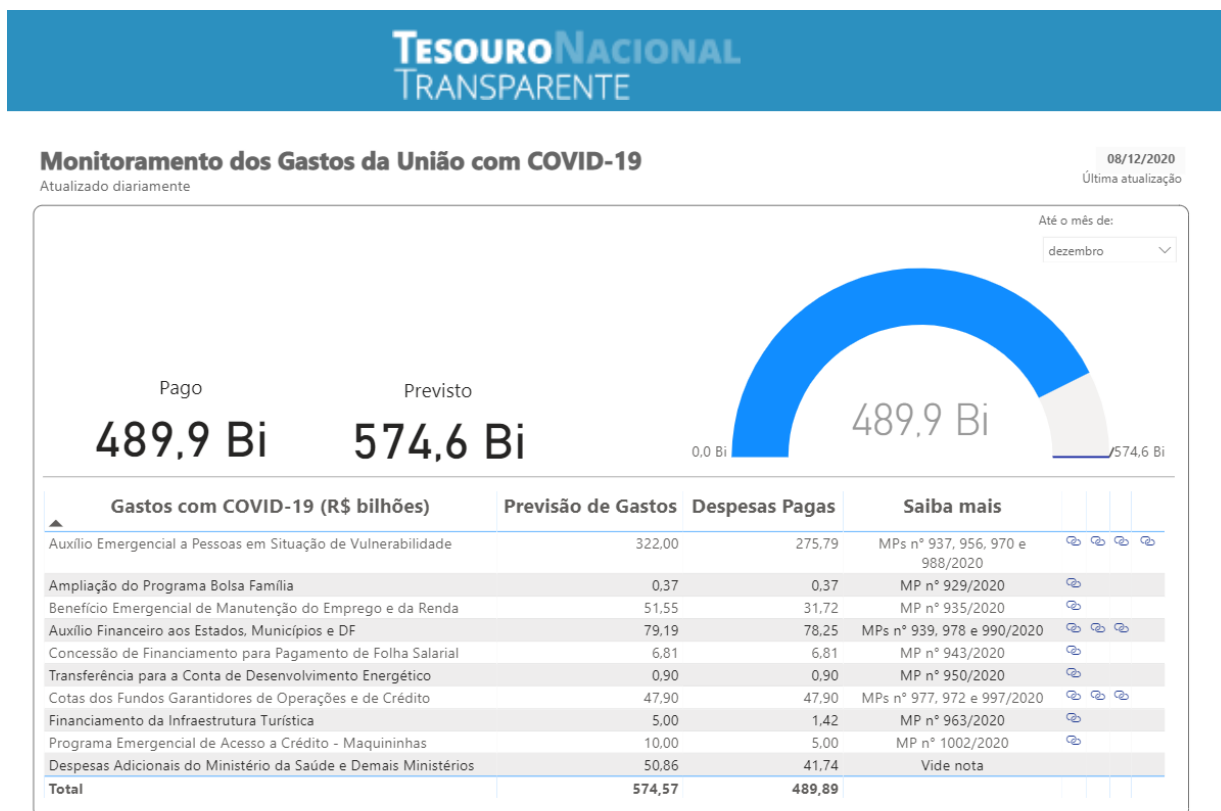 TESOURO NACIONAL
TRANSPARENTE
Monitoramento dos Gastos da União com COVID-19
Atualizado diariamente
08/12/2020
Última atualização
Até o mês de:
dezembro
Pago
489,9 Bi
Previsto
574,6 Bi
489,9 Bi
0,0 Bi
574,6 Bi
Gastos com COVID-19 (R$ bilhões) Previsão de Gastos Despesas Pagas Saiba mais
Auxílio Emergencial a Pessoas em Situação de Vulnerabilidade 322,00 275,79 MPs n° 937, 956, 970 e
988/2020
Ampliação do Programa Bolsa Família 0,37 0,37 MP n° 929/2020
Benefício Emergencial de Manutenção do Emprego e da Renda 51,55 31,72 MP n° 935/2020
Auxílio Financeiro aos Estados, Municípios e DF 79,19 78,25 MPs n° 939, 978 e 990/2020
Concessão de Financiamento para Pagamento de Folha Salarial 6,81 6,81 MP n° 943/2020
Transferência para a Conta de Desenvolvimento Energético 0,90 0,90 MP n° 950/2020
Cotas dos Fundos Garantidores de Operações e de Crédito 47,90 47,90 MPs n° 977, 972 e 997/2020
Financiamento da Infraestrutura Turística 5,00 1,42 MP n° 963/2020
Programa Emergencial de Acesso a Crédito - Maquininhas 10,00 5,00 MP n° 1002/2020
Despesas Adicionais do Ministério da Saúde e Demais Ministérios 50,86 41,74 Vide nota
Total 574,57 489,89